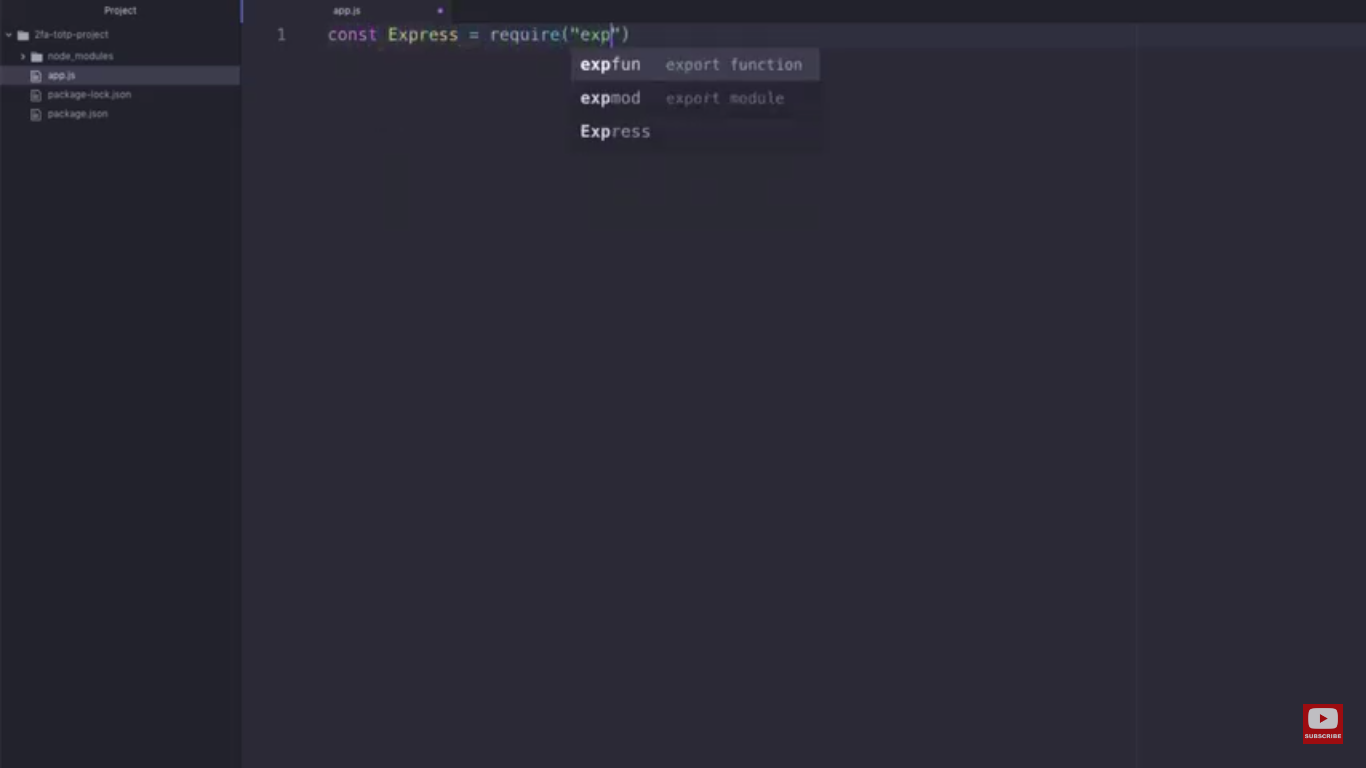 Project
2fa-totp-project
node_modules
app.js
package-lock.json
package.json
app.js
1 const Express = require("exp")
expfun export function
expmod export module
Express
SUBSCRIBE